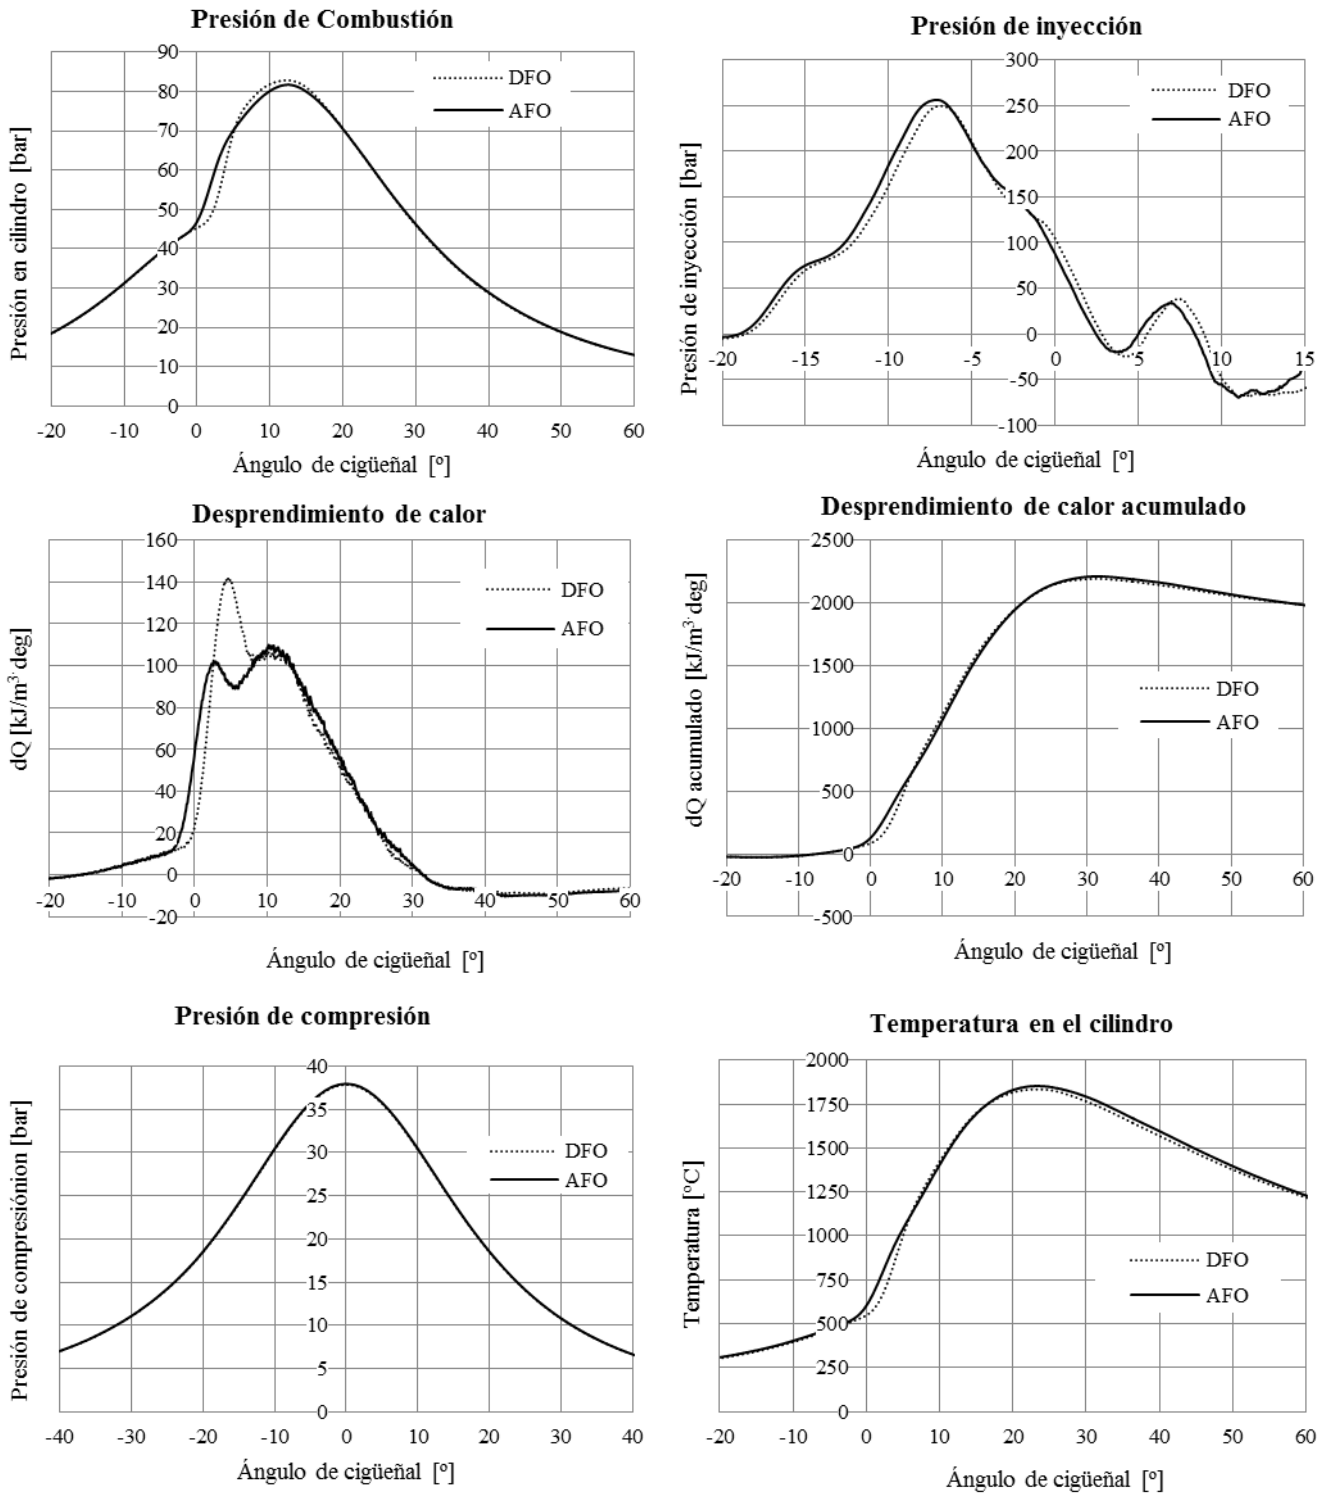 Presión de Combustión
90
80
70
60
50
40
30
20
10
0
-20 -10 0 10 20 30 40 50 60
Presión en cilindro [bar]
Ángulo de cigüeñal [º]
DFO
AFO
Presión de inyección
300
250
200
150
100
50
0
-50
-100
-20 -15 -10 -5 0 5 10 15
Presión de inyección [bar]
Ángulo de cigüeñal [º]
DFO
AFO
Desprendimiento de calor
160
140
120
100
80
60
40
20
0
-20
-20 -10 0 10 20 30 40 50 60
dQ [kJ/m³·deg]
Ángulo de cigüeñal [º]
DFO
AFO
Desprendimiento de calor acumulado
2500
2000
1500
1000
500
0
-500
-20 -10 0 10 20 30 40 50 60
dQ acumulado [kJ/m³·deg]
Ángulo de cigüeñal [º]
DFO
AFO
Presión de compresión
40
35
30
25
20
15
10
5
0
-40 -30 -20 -10 0 10 20 30 40
Presión de compresiónion [bar]
Ángulo de cigüeñal [º]
DFO
AFO
Temperatura en el cilindro
2000
1750
1500
1250
1000
750
500
250
0
-20 -10 0 10 20 30 40 50 60
Temperatura [°C]
Ángulo de cigüeñal [º]
DFO
AFO